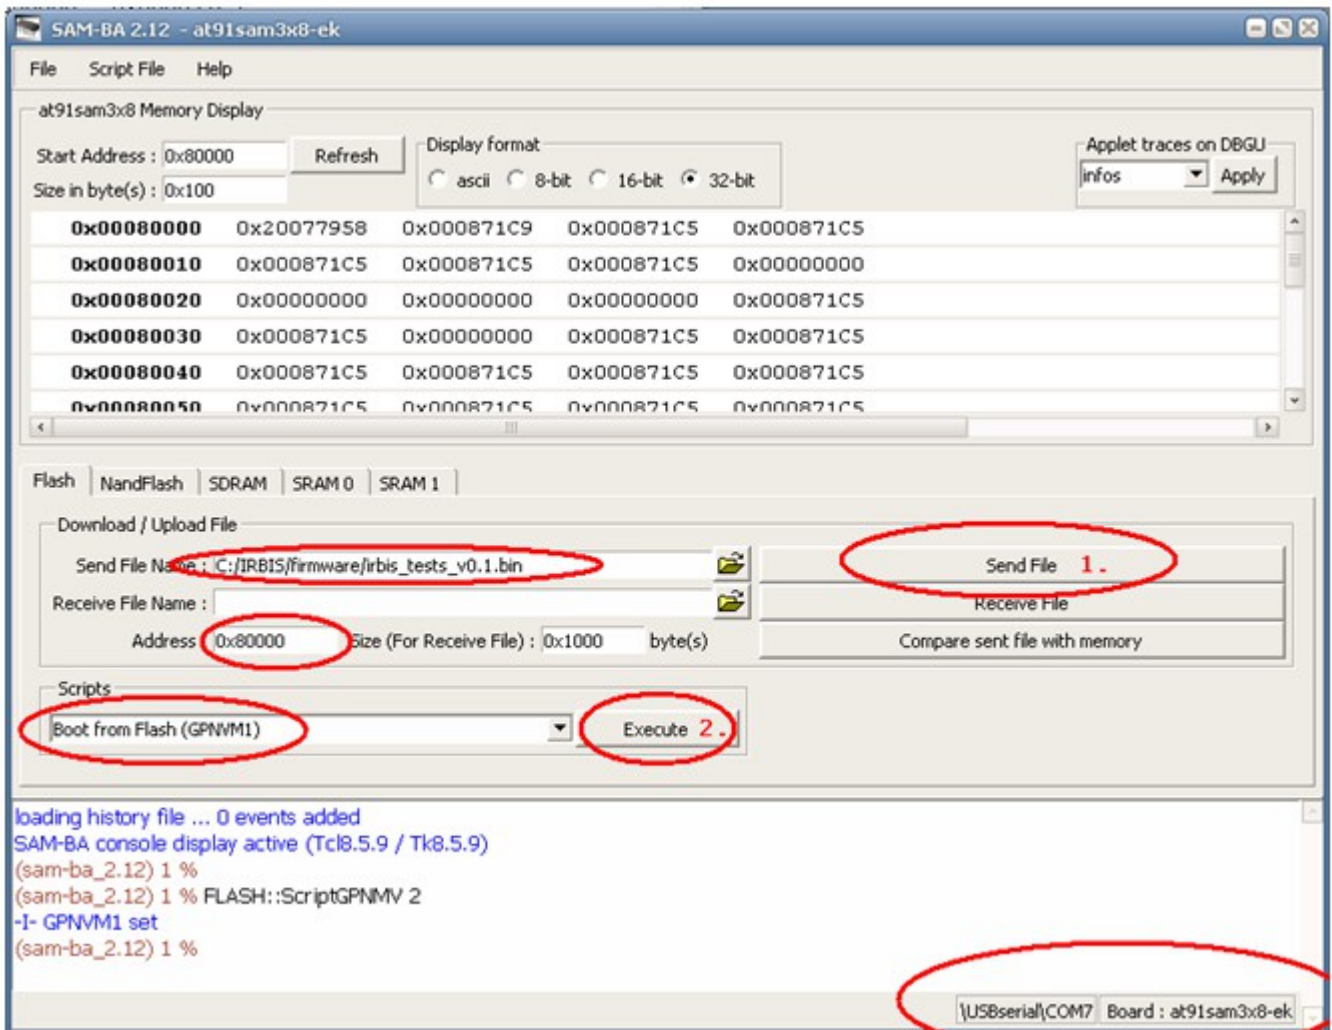 SAM-BA 2.12 - at91sam3x8-ek
File Script File Help
at91sam3x8 Memory Display
Start Address : 0x80000 Refresh
Size in byte(s) : 0x100
Display format
ascii 8-bit 16-bit 32-bit
Applet traces on DBGU
infos Apply
0x00080000 0x20077958 0x000871C9 0x000871C5 0x000871C5
0x00080010 0x000871C5 0x000871C5 0x000871C5 0x00000000
0x00080020 0x00000000 0x00000000 0x00000000 0x000871C5
0x00080030 0x000871C5 0x00000000 0x000871C5 0x000871C5
0x00080040 0x000871C5 0x000871C5 0x000871C5 0x000871C5
0x00080050 0x000871C5 0x000871C5 0x000871C5 0x000871C5
Flash NandFlash SDRAM SRAM 0 SRAM 1
Download / Upload File
Send File Name : C:/IRBIS/firmware/irbis_tests_v0.1.bin Send File 1.
Receive File Name : Receive File
Address 0x80000 Size (For Receive File) : 0x1000 byte(s) Compare sent file with memory
Scripts
Boot from Flash (GPNVM1) Execute 2.
loading history file ... 0 events added
SAM-BA console display active (Tcl8.5.9 / Tk8.5.9)
(sam-ba_2.12) 1 %
(sam-ba_2.12) 1 % FLASH::ScriptGPNMV 2
-I- GPNVM1 set
(sam-ba_2.12) 1 %
\USBserial\COM7 Board : at91sam3x8-ek